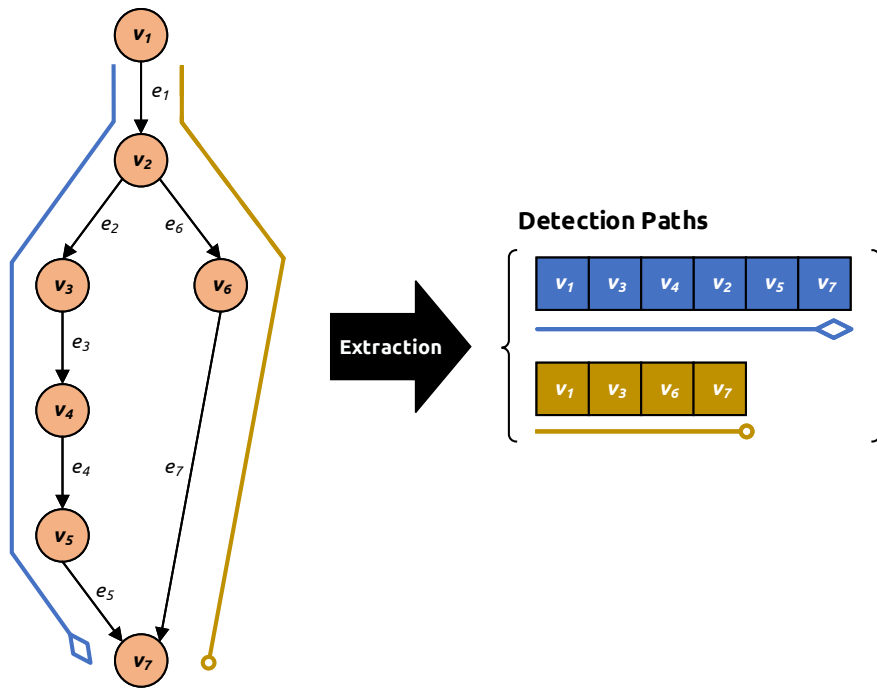 v1
e1
v2
e2
e6
v3
v6
e3
v4
e4
e7
v5
e5
v7
Extraction
Detection Paths
v1 v3 v4 v2 v5 v7
v1 v3 v6 v7